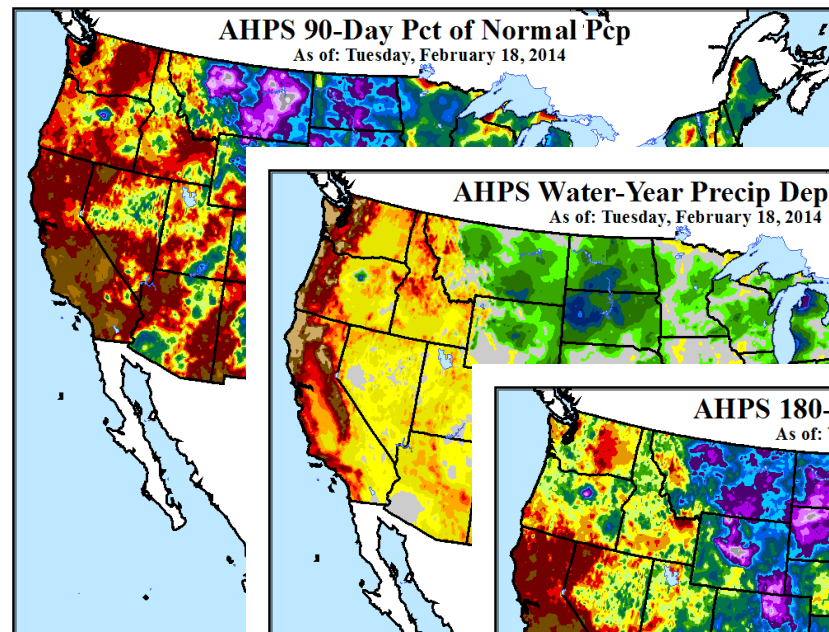 AHPS 90-Day Pct of Normal Pcp
As of: Tuesday, February 18, 2014
AHPS Water-Year Precip Dep
As of: Tuesday, February 18, 2014
AHPS 180-
As of: